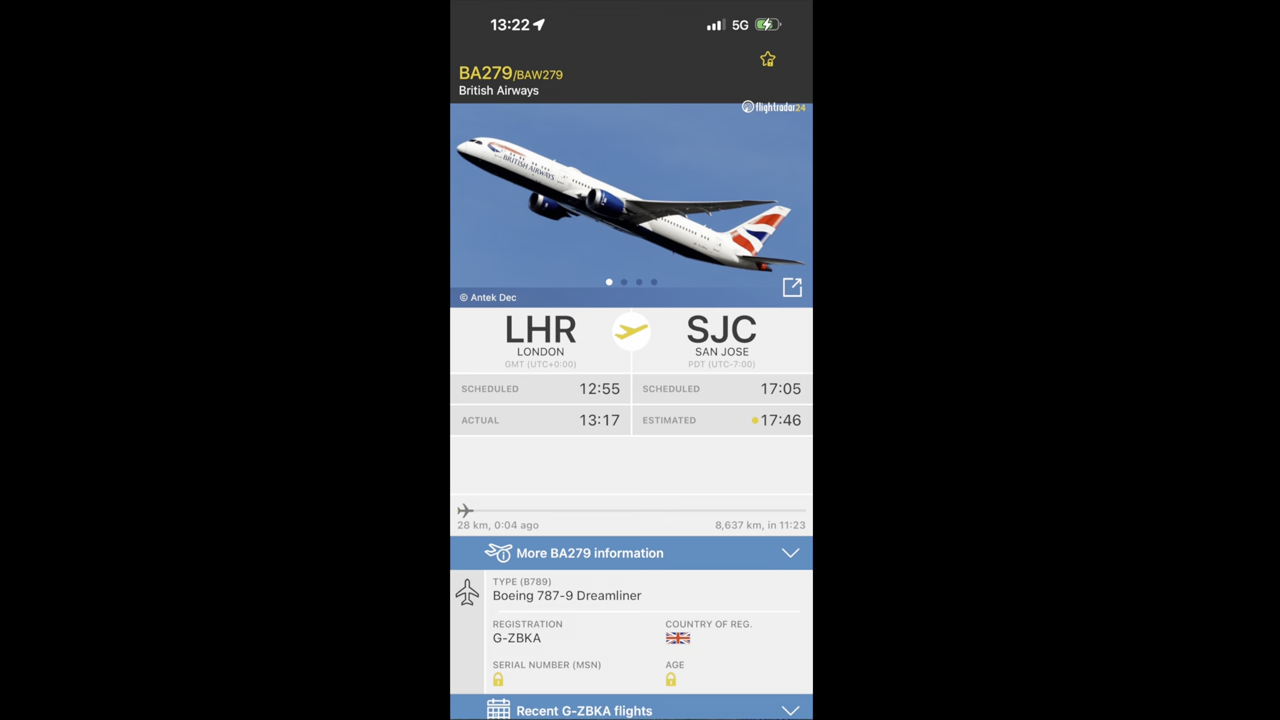 13:22
5G
BA279/BAW279
British Airways
flightradar24
BRITISH AIRWAYS
© Antek Dec
LHR
LONDON
GMT (UTC+0:00)
SJC
SAN JOSE
PDT (UTC-7:00)
SCHEDULED 12:55 SCHEDULED 17:05
ACTUAL 13:17 ESTIMATED 17:46
28 km, 0:04 ago 8,637 km, in 11:23
More BA279 information
TYPE (B789)
Boeing 787-9 Dreamliner
REGISTRATION COUNTRY OF REG.
G-ZBKA
SERIAL NUMBER (MSN) AGE
Recent G-ZBKA flights